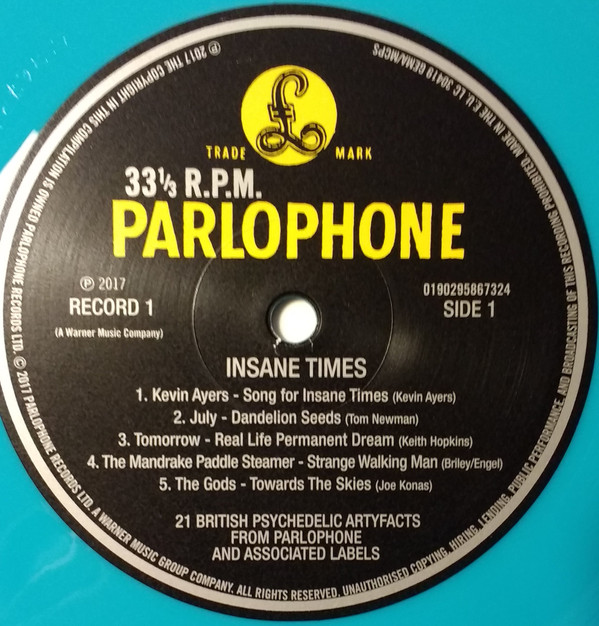 ℗ 2017 THE COPYRIGHT IN THIS COMPILATION IS OWNED PARLOPHONE RECORDS LTD. © 2017 PARLOPHONE RECORDS LTD, A WARNER MUSIC GROUP COMPANY. ALL RIGHTS RESERVED. UNAUTHORISED COPYING, HIRING, LENDING, PUBLIC PERFORMANCE, AND BROADCASTING OF THIS RECORDING PROHIBITED. MADE IN THE E.U. LC 30419 GEMA/MCPS
£
TRADE MARK
33⅓ R.P.M.
PARLOPHONE
℗ 2017
RECORD 1
(A Warner Music Company)
0190295867324
SIDE 1
INSANE TIMES
1. Kevin Ayers - Song for Insane Times (Kevin Ayers)
2. July - Dandelion Seeds (Tom Newman)
3. Tomorrow - Real Life Permanent Dream (Keith Hopkins)
4. The Mandrake Paddle Steamer - Strange Walking Man (Briley/Engel)
5. The Gods - Towards The Skies (Joe Konas)
21 BRITISH PSYCHEDELIC ARTYFACTS
FROM PARLOPHONE
AND ASSOCIATED LABELS